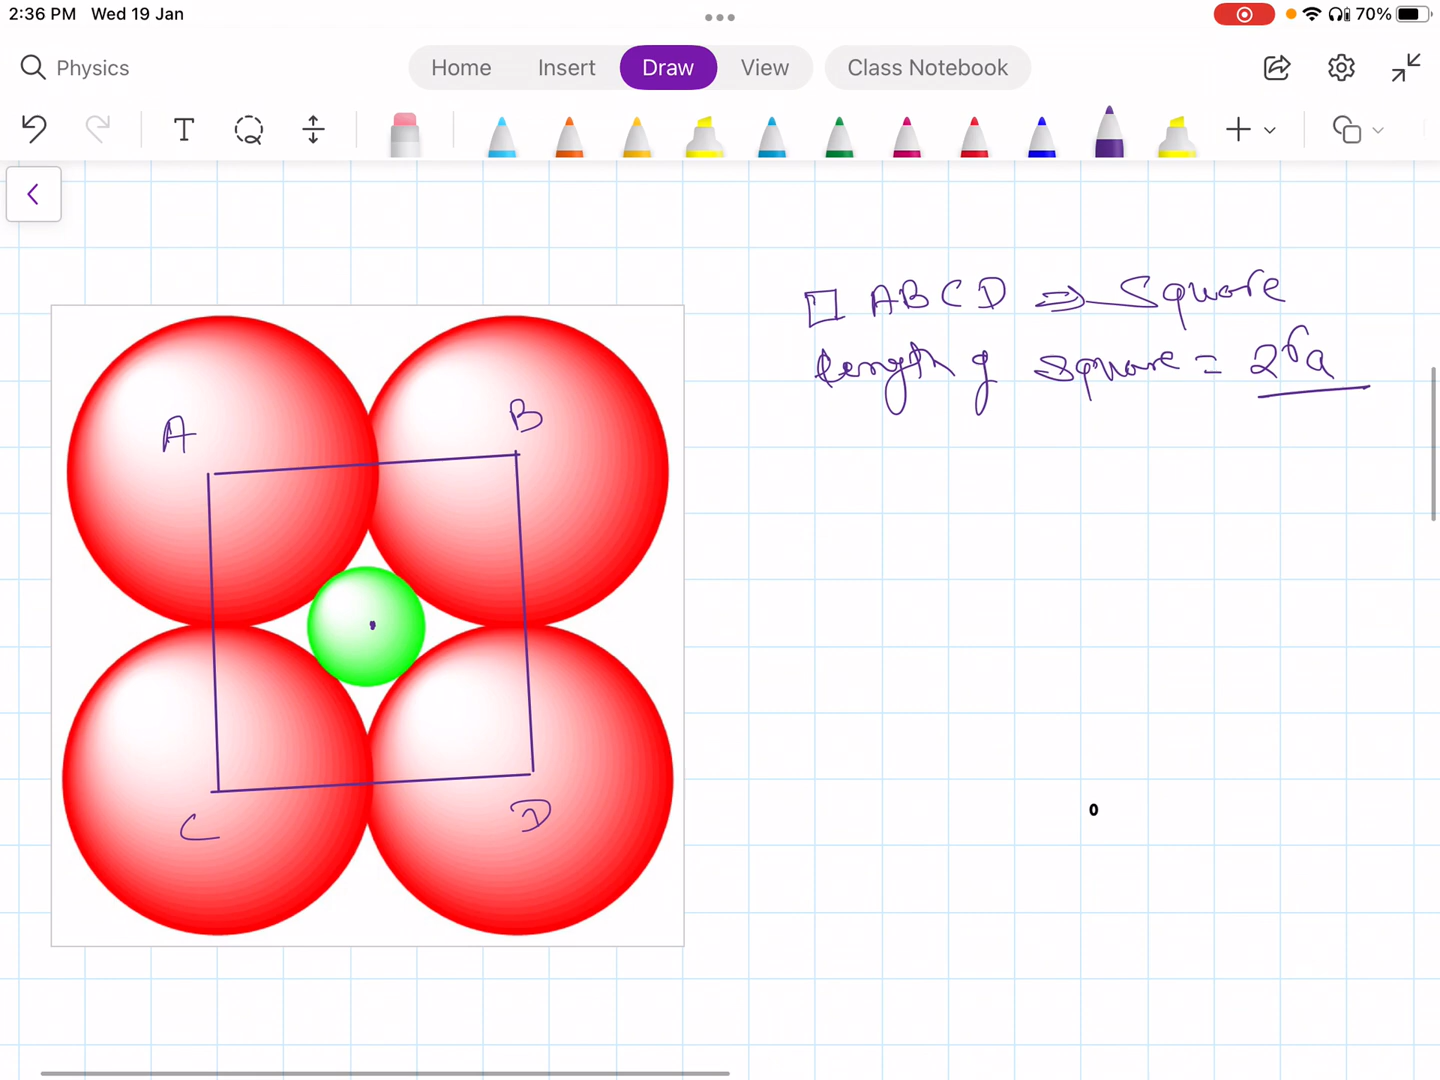 2:36 PM Wed 19 Jan
70%
Physics
Home Insert Draw View Class Notebook
T
□ ABCD ⇒ Square
length of square = 2ra
A
B
C
D
0